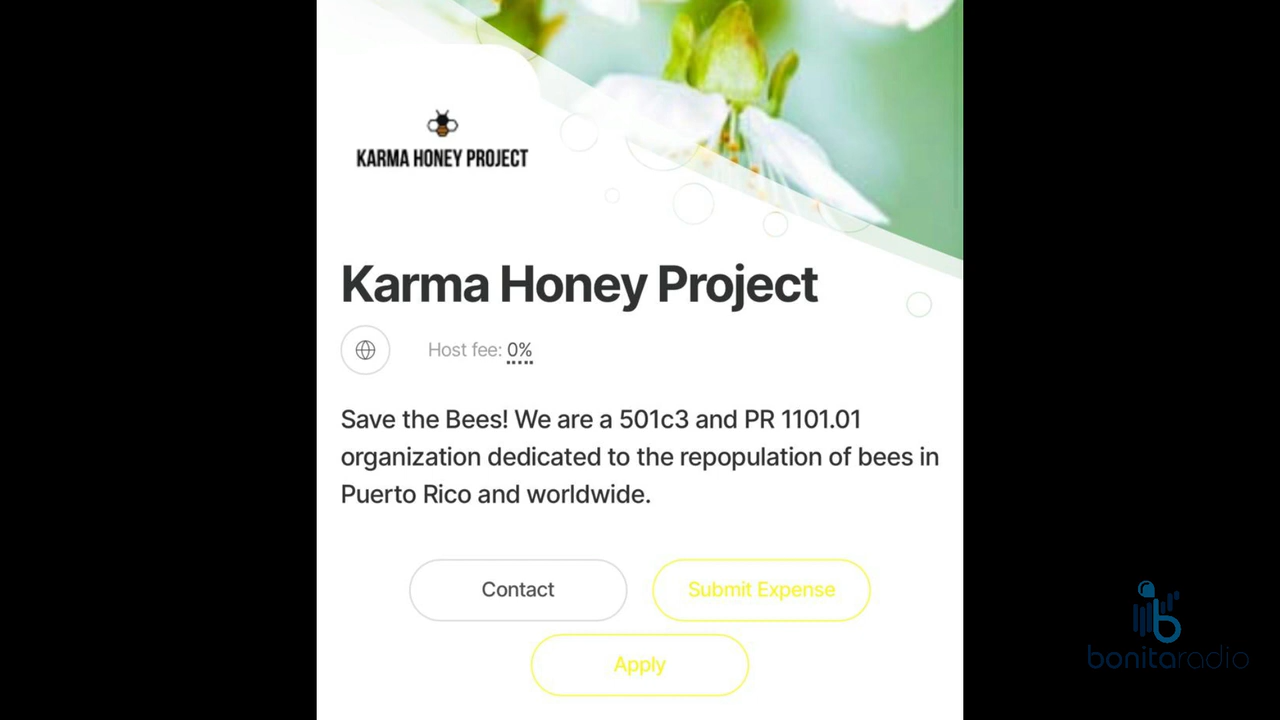 KARMA HONEY PROJECT
Karma Honey Project
Host fee: 0%
Save the Bees! We are a 501c3 and PR 1101.01
organization dedicated to the repopulation of bees in
Puerto Rico and worldwide.
Contact
Submit Expense
Apply
bonitaradio